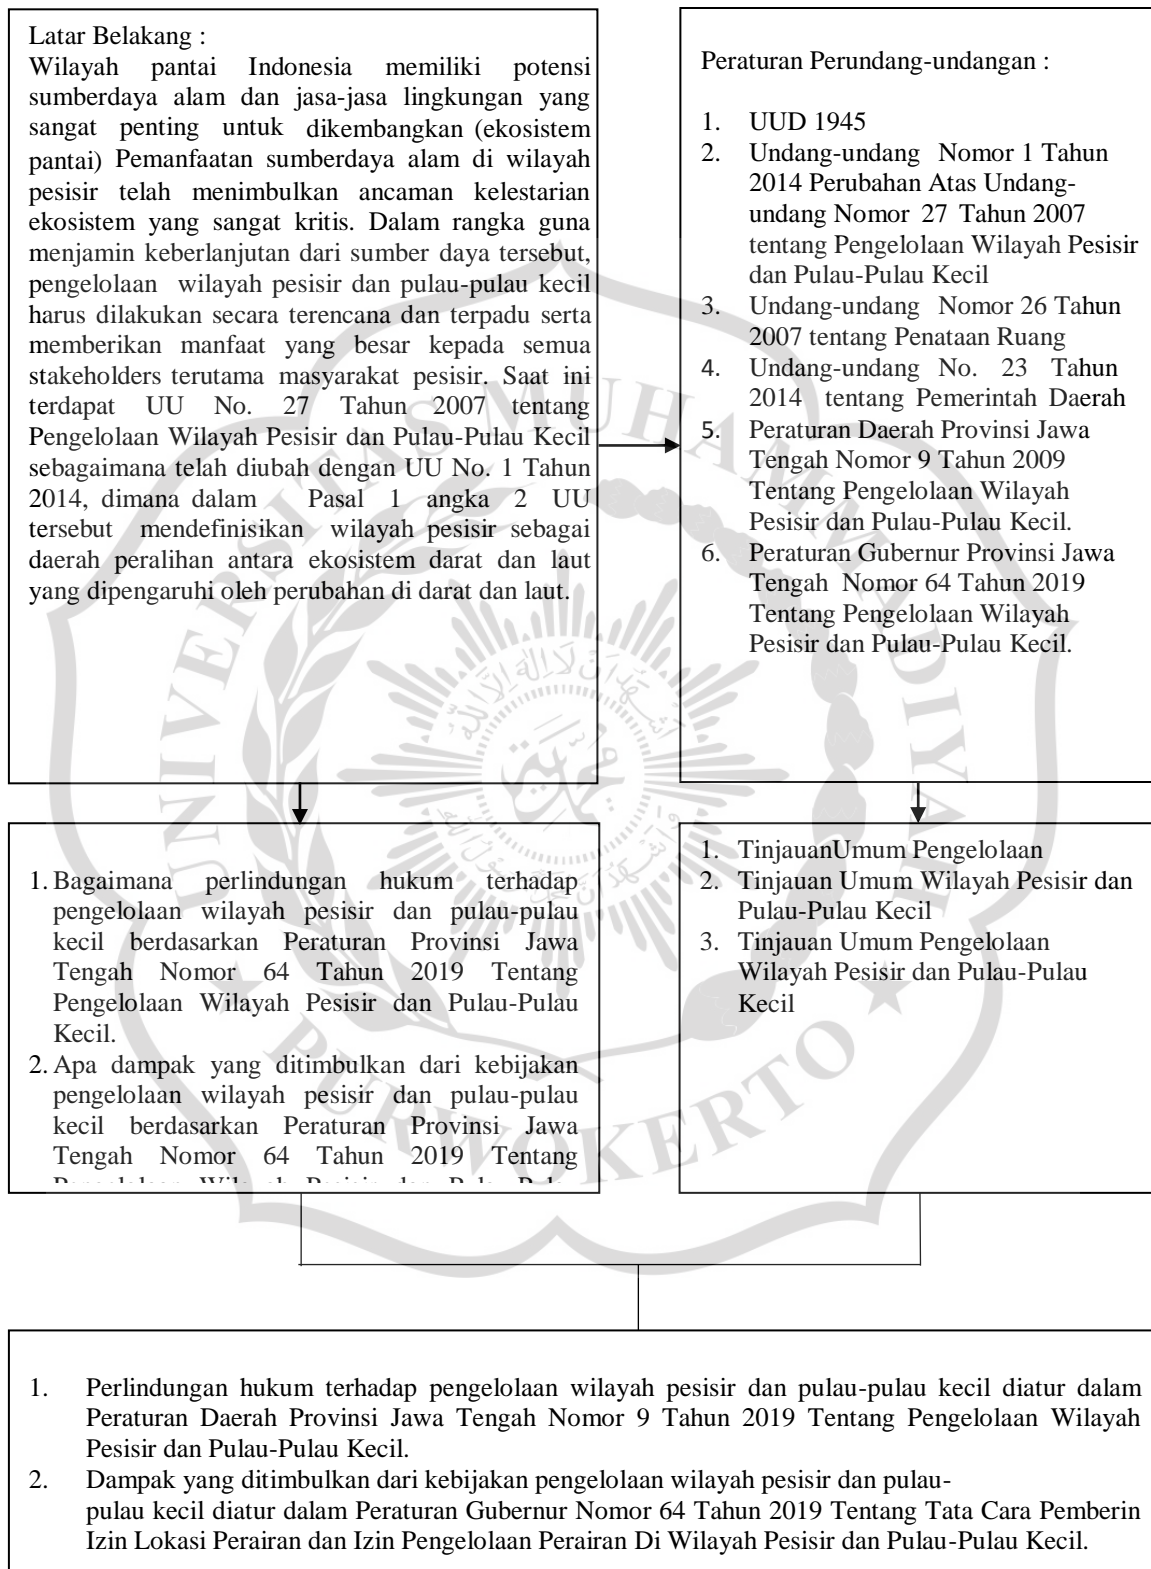 Latar Belakang :
Wilayah pantai Indonesia memiliki potensi
sumberdaya alam dan jasa-jasa lingkungan yang
sangat penting untuk dikembangkan (ekosistem
pantai) Pemanfaatan sumberdaya alam di wilayah
pesisir telah menimbulkan ancaman kelestarian
ekosistem yang sangat kritis. Dalam rangka guna
menjamin keberlanjutan dari sumber daya tersebut,
pengelolaan wilayah pesisir dan pulau-pulau kecil
harus dilakukan secara terencana dan terpadu serta
memberikan manfaat yang besar kepada semua
stakeholders terutama masyarakat pesisir. Saat ini
terdapat UU No. 27 Tahun 2007 tentang
Pengelolaan Wilayah Pesisir dan Pulau-Pulau Kecil
sebagaimana telah diubah dengan UU No. 1 Tahun
2014, dimana dalam Pasal 1 angka 2 UU
tersebut mendefinisikan wilayah pesisir sebagai
daerah peralihan antara ekosistem darat dan laut
yang dipengaruhi oleh perubahan di darat dan laut.
Peraturan Perundang-undangan :
1. UUD 1945
2. Undang-undang Nomor 1 Tahun
2014 Perubahan Atas Undang-
undang Nomor 27 Tahun 2007
tentang Pengelolaan Wilayah Pesisir
dan Pulau-Pulau Kecil
3. Undang-undang Nomor 26 Tahun
2007 tentang Penataan Ruang
4. Undang-undang No. 23 Tahun
2014 tentang Pemerintah Daerah
5. Peraturan Daerah Provinsi Jawa
Tengah Nomor 9 Tahun 2009
Tentang Pengelolaan Wilayah
Pesisir dan Pulau-Pulau Kecil.
6. Peraturan Gubernur Provinsi Jawa
Tengah Nomor 64 Tahun 2019
Tentang Pengelolaan Wilayah
Pesisir dan Pulau-Pulau Kecil.
1. Bagaimana perlindungan hukum terhadap
pengelolaan wilayah pesisir dan pulau-pulau
kecil berdasarkan Peraturan Provinsi Jawa
Tengah Nomor 64 Tahun 2019 Tentang
Pengelolaan Wilayah Pesisir dan Pulau-Pulau
Kecil.
2. Apa dampak yang ditimbulkan dari kebijakan
pengelolaan wilayah pesisir dan pulau-pulau
kecil berdasarkan Peraturan Provinsi Jawa
Tengah Nomor 64 Tahun 2019 Tentang
Pengelolaan Wilayah Pesisir dan Pulau-Pulau
1. TinjauanUmum Pengelolaan
2. Tinjauan Umum Wilayah Pesisir dan
Pulau-Pulau Kecil
3. Tinjauan Umum Pengelolaan
Wilayah Pesisir dan Pulau-Pulau
Kecil
1. Perlindungan hukum terhadap pengelolaan wilayah pesisir dan pulau-pulau kecil diatur dalam
Peraturan Daerah Provinsi Jawa Tengah Nomor 9 Tahun 2019 Tentang Pengelolaan Wilayah
Pesisir dan Pulau-Pulau Kecil.
2. Dampak yang ditimbulkan dari kebijakan pengelolaan wilayah pesisir dan pulau-
pulau kecil diatur dalam Peraturan Gubernur Nomor 64 Tahun 2019 Tentang Tata Cara Pemberin
Izin Lokasi Perairan dan Izin Pengelolaan Perairan Di Wilayah Pesisir dan Pulau-Pulau Kecil.
UNIVERSITAS MUHAMMADIYAH
PURWOKERTO